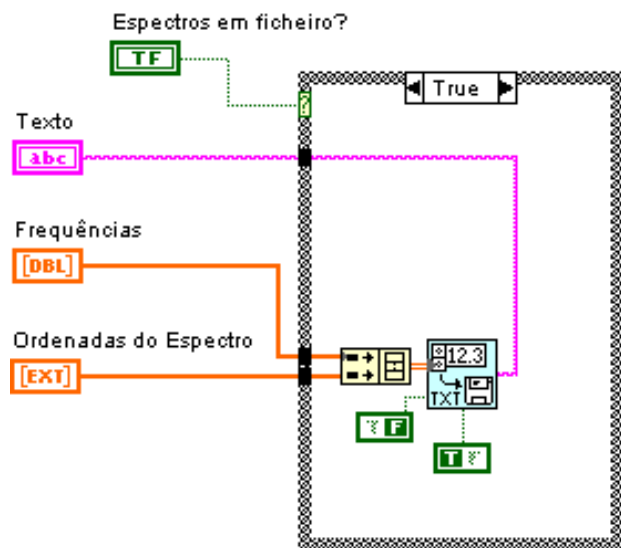 Espectros em ficheiro?
TF
True
?
Texto
abc
Frequências
[DBL]
Ordenadas do Espectro
[EXT]
12.3
TXT
F
T